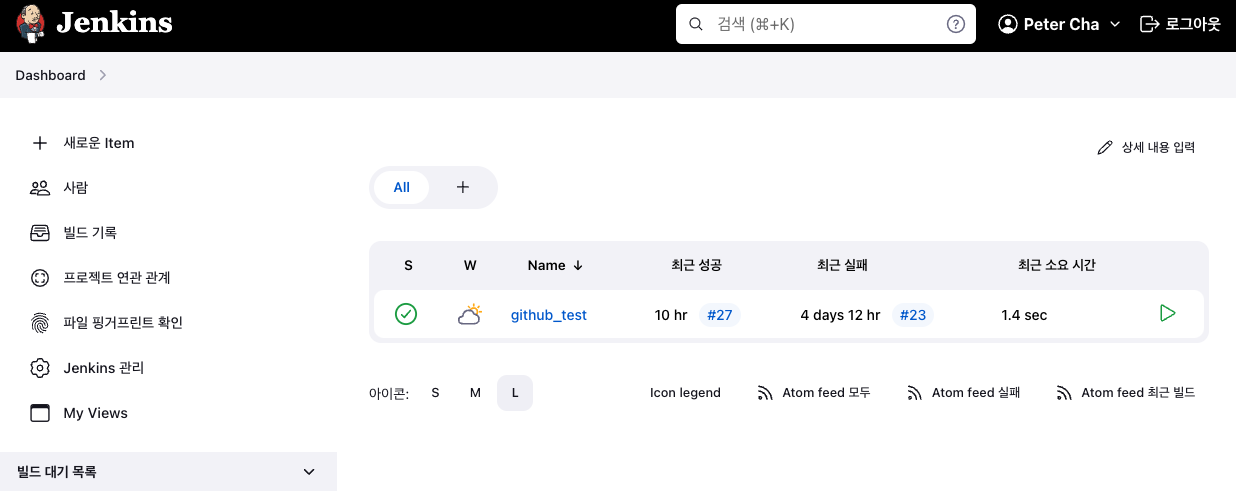 Jenkins
검색 (⌘+K)
Peter Cha
로그아웃
Dashboard
새로운 Item
사람
빌드 기록
프로젝트 연관 관계
파일 핑거프린트 확인
Jenkins 관리
My Views
빌드 대기 목록
상세 내용 입력
All +
S W Name ↓ 최근 성공 최근 실패 최근 소요 시간
github_test 10 hr #27 4 days 12 hr #23 1.4 sec
아이콘: S M L Icon legend Atom feed 모두 Atom feed 실패 Atom feed 최근 빌드